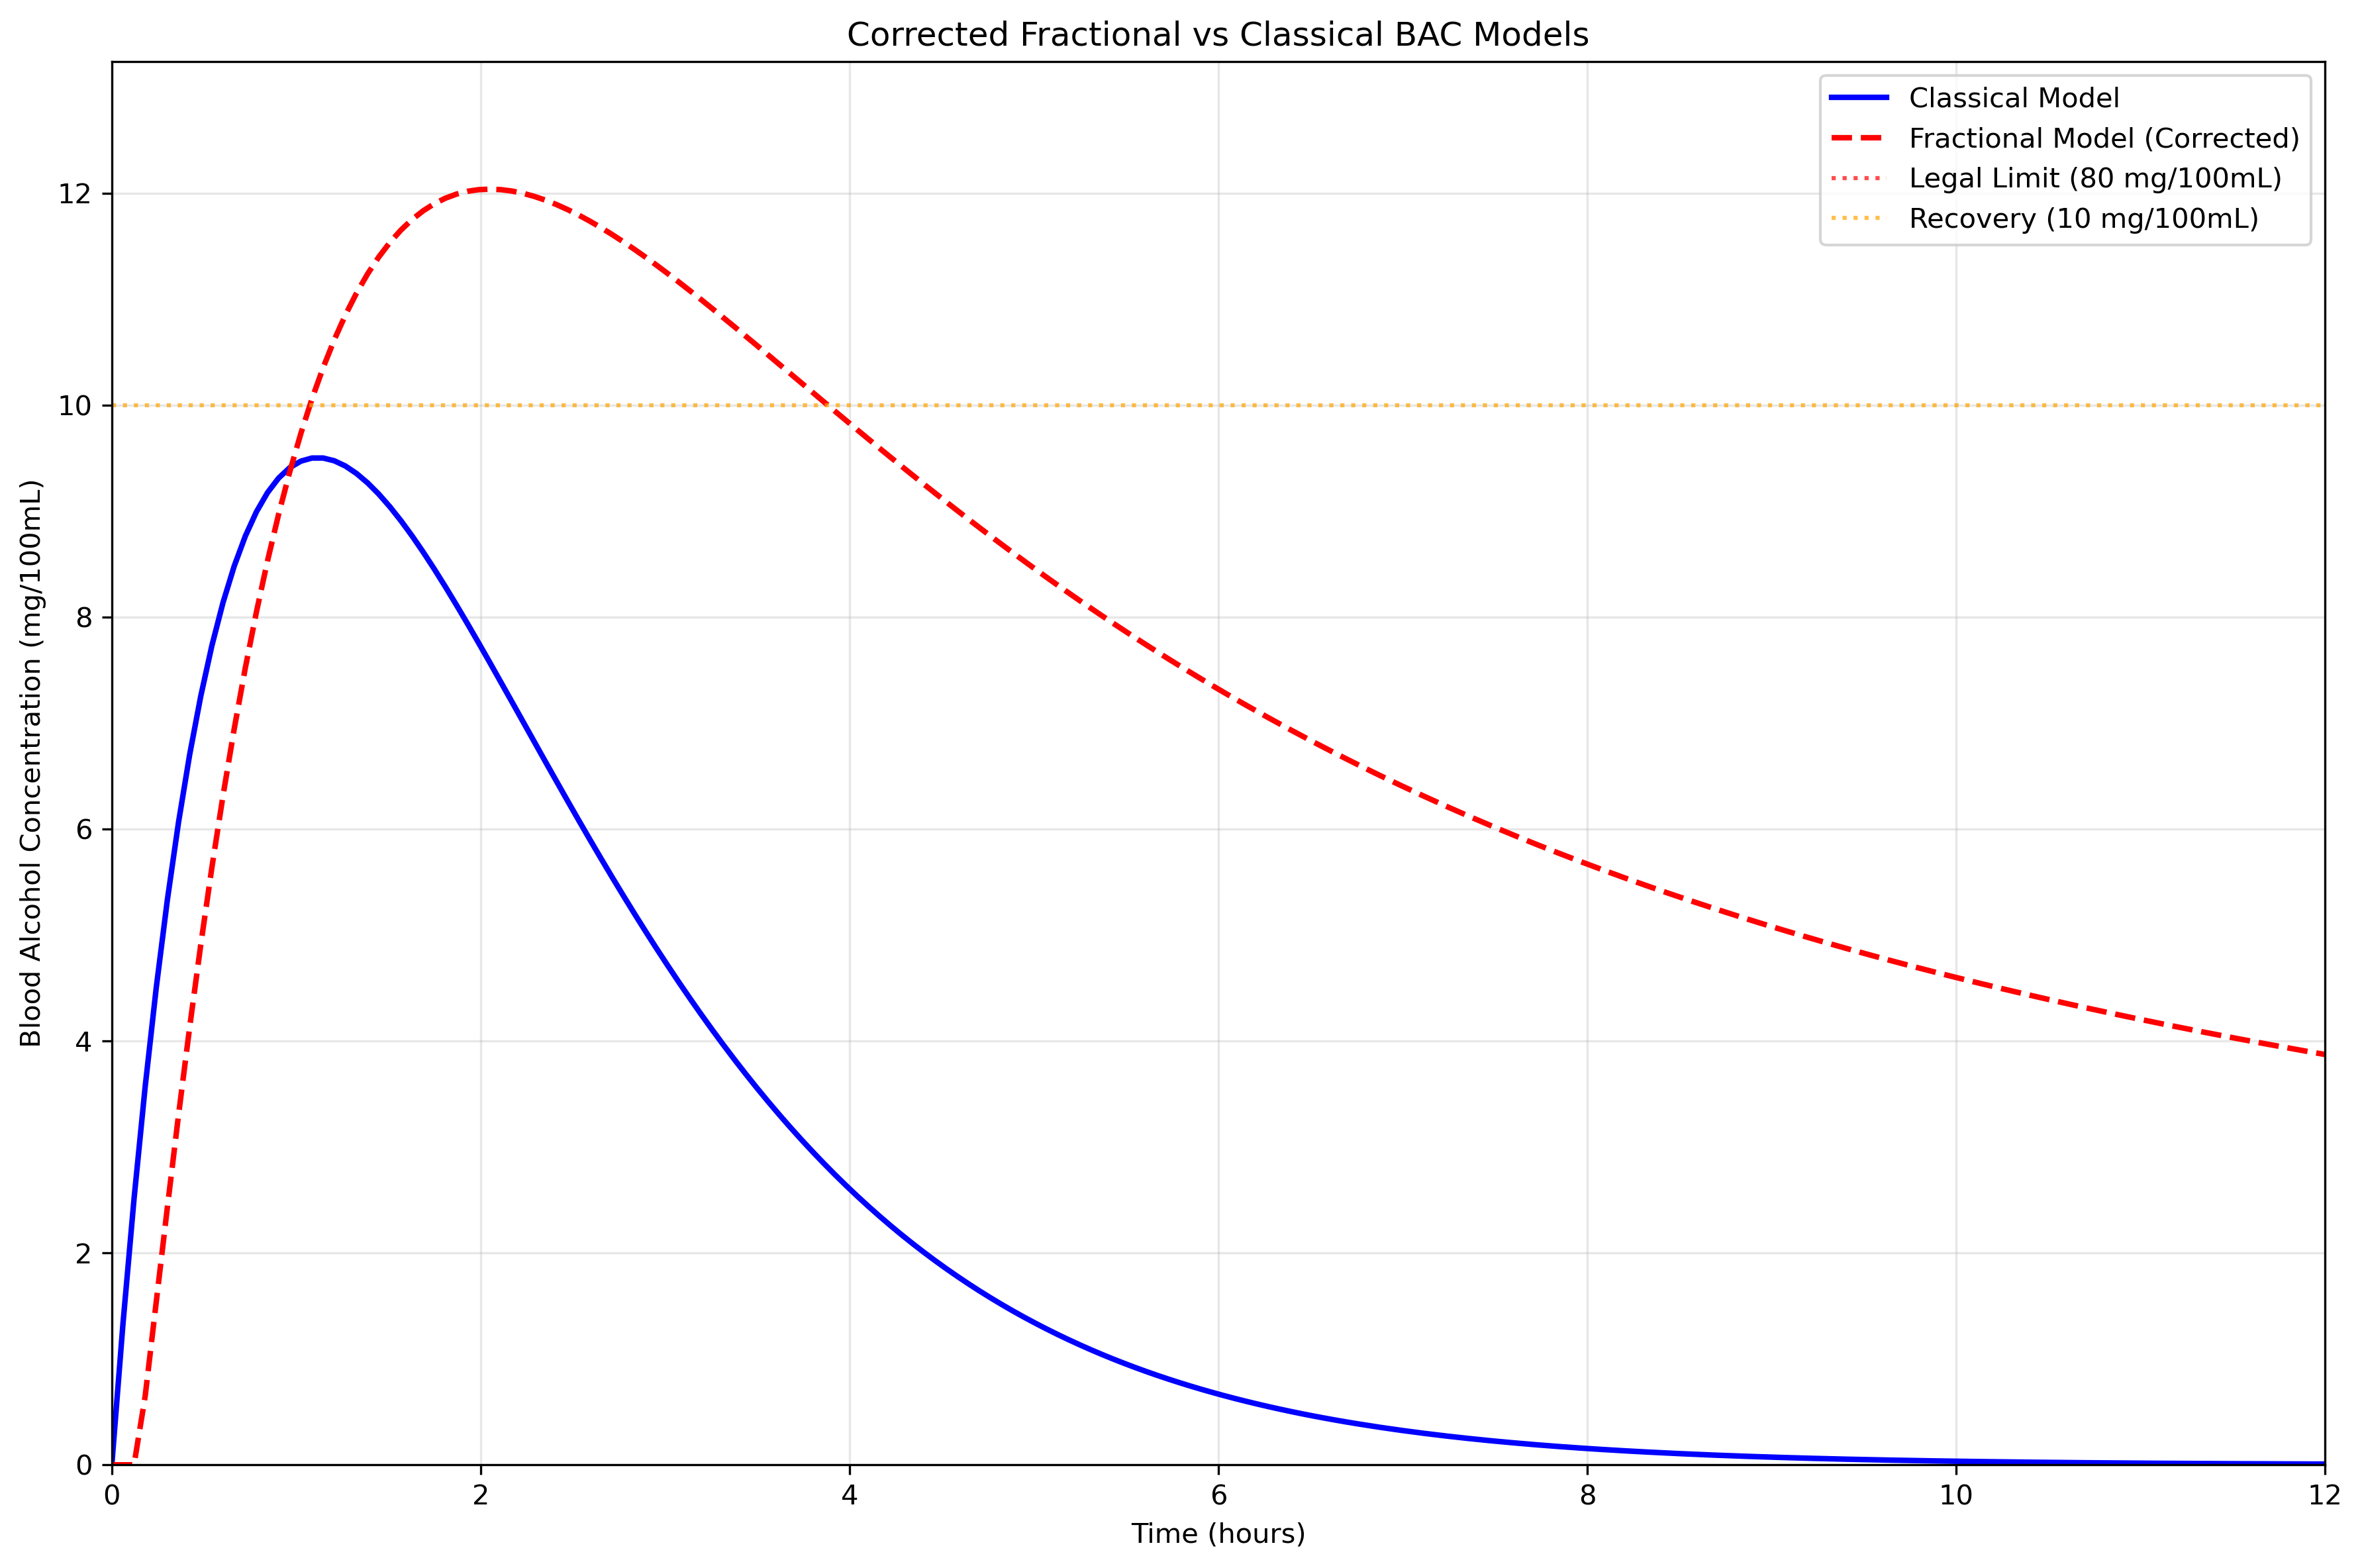 Corrected Fractional vs Classical BAC Models
Classical Model
Fractional Model (Corrected)
Legal Limit (80 mg/100mL)
Recovery (10 mg/100mL)
Blood Alcohol Concentration (mg/100mL)
12
10
8
6
4
2
0
0 2 4 6 8 10 12
Time (hours)